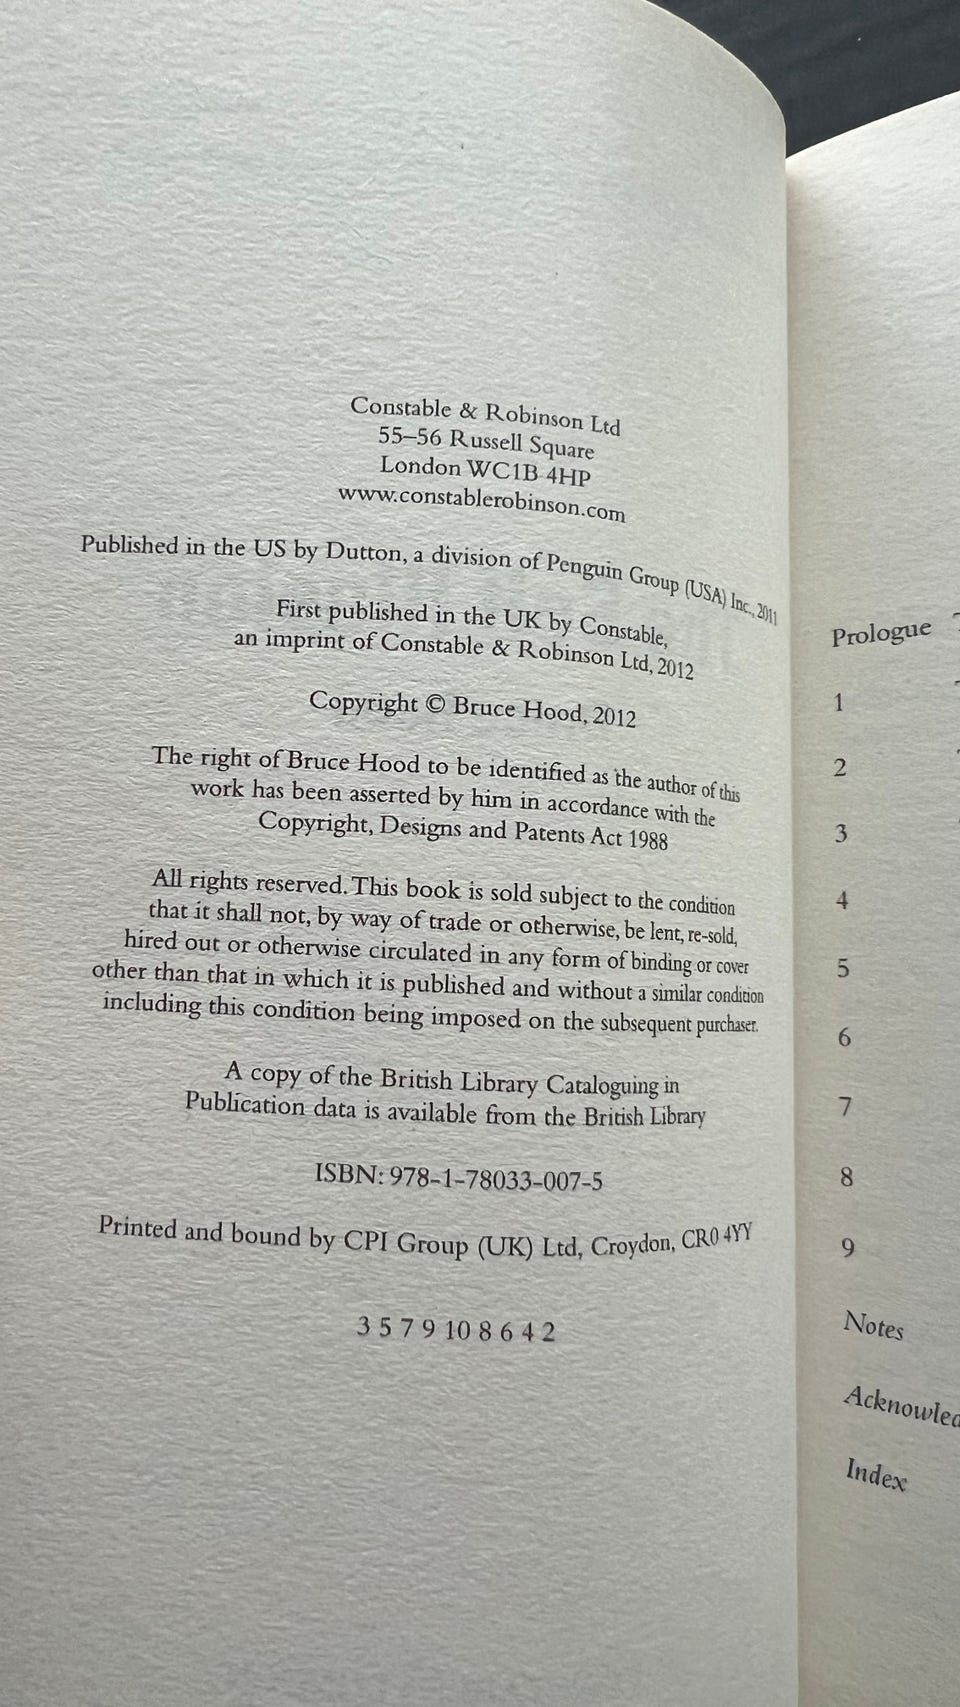 Constable & Robinson Ltd
55–56 Russell Square
London WC1B 4HP
www.constablerobinson.com
Published in the US by Dutton, a division of Penguin Group (USA) Inc., 2011
First published in the UK by Constable,
an imprint of Constable & Robinson Ltd, 2012
Copyright © Bruce Hood, 2012
The right of Bruce Hood to be identified as the author of this
work has been asserted by him in accordance with the
Copyright, Designs and Patents Act 1988
All rights reserved. This book is sold subject to the condition
that it shall not, by way of trade or otherwise, be lent, re-sold,
hired out or otherwise circulated in any form of binding or cover
other than that in which it is published and without a similar condition
including this condition being imposed on the subsequent purchaser.
A copy of the British Library Cataloguing in
Publication data is available from the British Library
ISBN: 978-1-78033-007-5
Printed and bound by CPI Group (UK) Ltd, Croydon, CR0 4YY
3 5 7 9 10 8 6 4 2
Prologue
1
2
3
4
5
6
7
8
9
Notes
Index